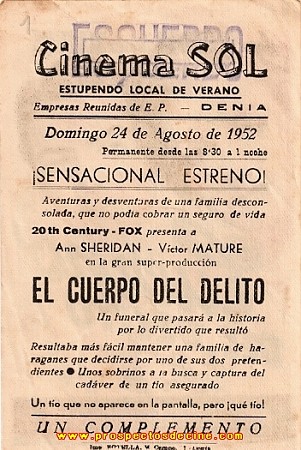 1
Cinema SOL
ESTUPENDO LOCAL DE VERANO
Empresas Reunidas de E. P. — DENIA
Domingo 24 de Agosto de 1952
Permanente desde las 8'30 a 1 noche
¡SENSACIONAL ESTRENO!
Aventuras y desventuras de una familia descon-
solada, que no podía cobrar un seguro de vida
20th Century - FOX presenta a
Ann SHERIDAN - Víctor MATURE
en la gran super-producción
EL CUERPO DEL DELITO
Un funeral que pasará a la historia
por lo divertido que resultó
Resultaba más fácil mantener una familia de ha-
raganes que decidirse por uno de sus dos preten-
dientes ● Unos sobrinos a la busca y captura del
cadáver de un tío asegurado
Un tío que no aparece en la pantalla, pero ¡qué tío!
UN COMPLEMENTO
www.prospectosdecine.com